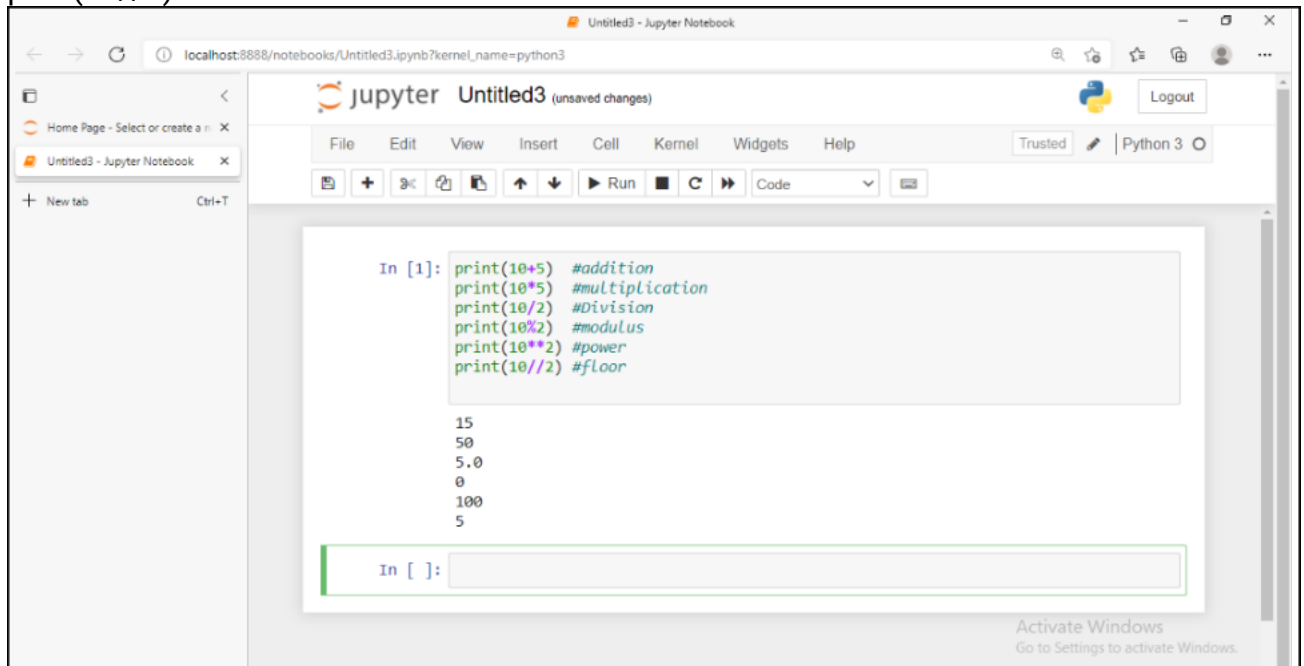 Untitled3 - Jupyter Notebook
localhost:8888/notebooks/Untitled3.ipynb?kernel_name=python3
Home Page - Select or create a n
Untitled3 - Jupyter Notebook
New tab Ctrl+T
jupyter Untitled3 (unsaved changes)
Logout
File Edit View Insert Cell Kernel Widgets Help
Trusted Python 3
Run Code
In [1]: print(10+5) #addition
print(10*5) #multiplication
print(10/2) #Division
print(10%2) #modulus
print(10**2) #power
print(10//2) #floor
15
50
5.0
0
100
5
In [ ]:
Activate Windows
Go to Settings to activate Windows.